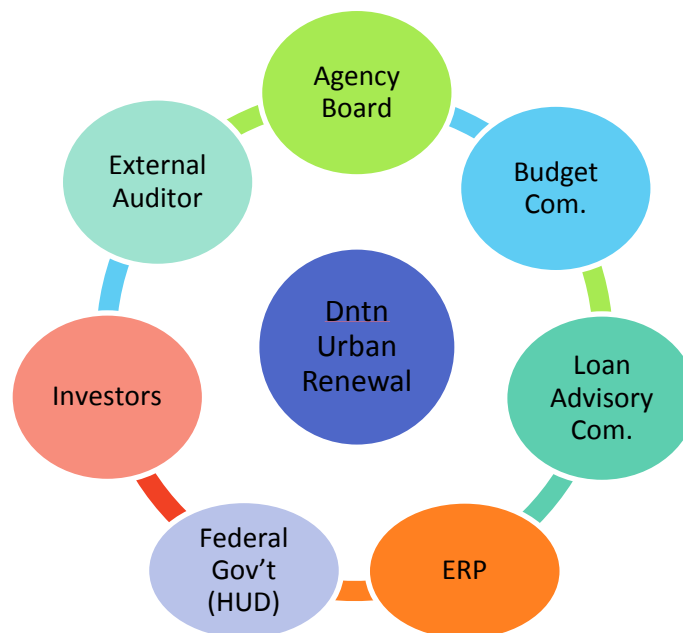 Agency
Board
Budget
Com.
Loan
Advisory
Com.
ERP
Federal
Gov't
(HUD)
Investors
External
Auditor
Dntn
Urban
Renewal